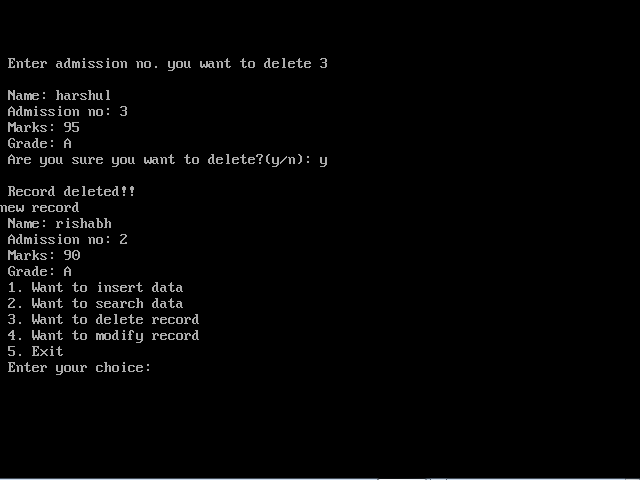 Enter admission no. you want to delete 3
Name: harshul
Admission no: 3
Marks: 95
Grade: A
Are you sure you want to delete?(y/n): y
Record deleted!!
new record
Name: rishabh
Admission no: 2
Marks: 90
Grade: A
1. Want to insert data
2. Want to search data
3. Want to delete record
4. Want to modify record
5. Exit
Enter your choice: